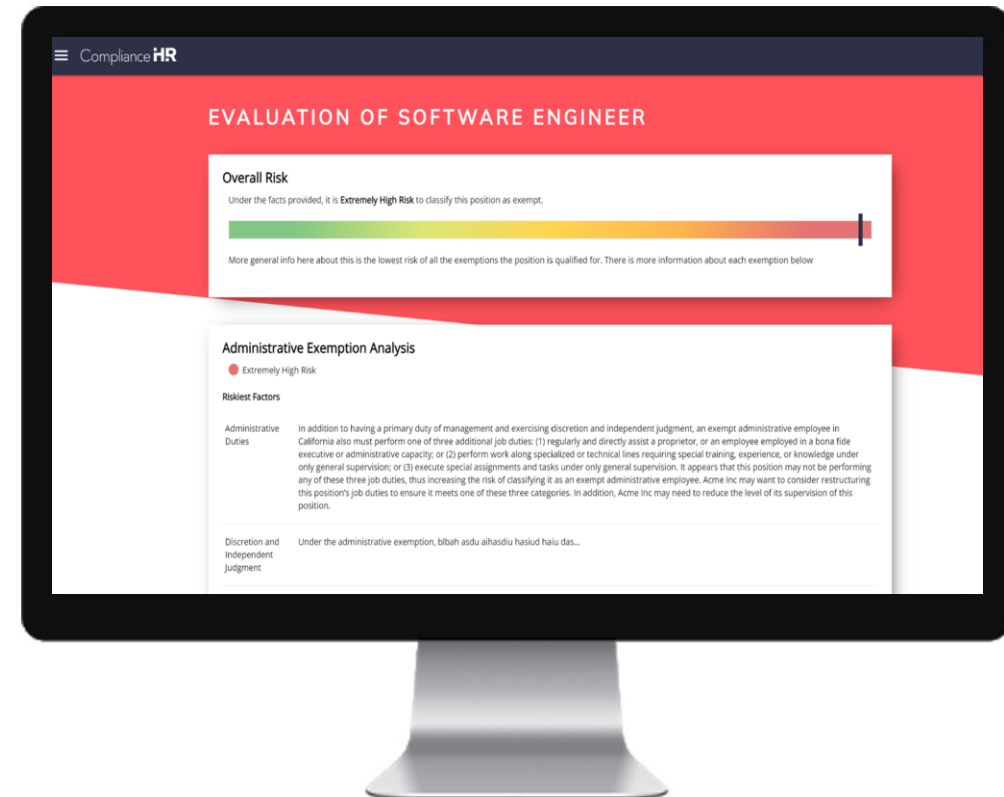 Compliance HR
EVALUATION OF SOFTWARE ENGINEER
Overall Risk
Under the facts provided, it is Extremely High Risk to classify this position as exempt.
More general info here about this is the lowest risk of all the exemptions the position is qualified for. There is more information about each exemption below
Administrative Exemption Analysis
Extremely High Risk
Riskiest Factors
Administrative
Duties
In addition to having a primary duty of management and exercising discretion and independent judgment, an exempt administrative employee in
California also must perform one of three additional job duties: (1) regularly and directly assist a proprietor, or an employee employed in a bona fide
executive or administrative capacity; or (2) perform work along specialized or technical lines requiring special training, experience, or knowledge under
only general supervision; or (3) execute special assignments and tasks under only general supervision. It appears that this position may not be performing
any of these three job duties, thus increasing the risk of classifying it as an exempt administrative employee. Acme Inc may want to consider restructuring
this position's job duties to ensure it meets one of these three categories. In addition, Acme Inc may need to reduce the level of its supervision of this
position.
Discretion and
Independent
Judgment
Under the administrative exemption, blbah asdu aihasdiu hasiud haiu das...